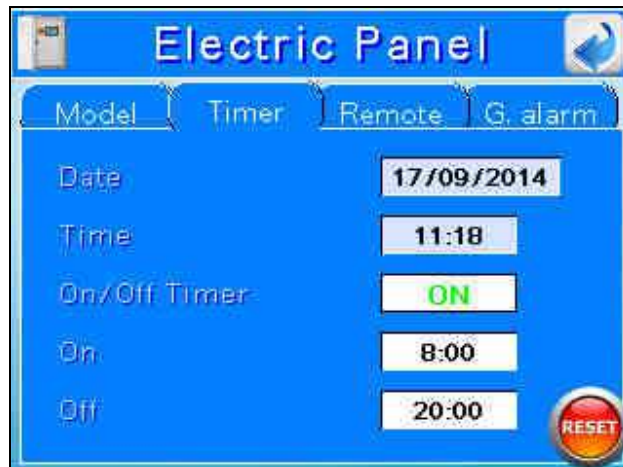 Electric Panel
Model Timer Remote G. alarm
Date 17/09/2014
Time 11:18
On/Off Timer ON
On 8:00
Off 20:00
RESET